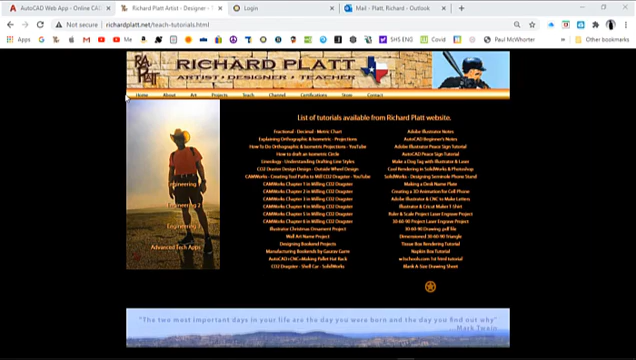 AutoCAD Web App - Online CA
Richard Platt Artist - Designer -
Login
Mail - Platt, Richard - Outlook
Not secure
richardplatt.net/teach-tutorials.html
Apps
SHS ENG
Paul McWhorter
Other bookmarks
RICHARD PLATT
ARTIST • DESIGNER • TEACHER
Home
About
Art
Projects
Teach
Channel
Certifications
Store
Contact
List of tutorials available from Richard Platt website.
Fractional - Decimal - Metric Chart
Explaining Orthographic & Isometric - Projections
How To Do Orthographic & Isometric Projections - YouTube
How to draft an Isometric Circle
Lineology - Understanding Drafting Line Styles
CO2 Dragster Design Design - Outside Wheel Design
CAMWorks - Creating Tool Paths to Mill CO2 Dragster - YouTube
CAMWorks Chapter 1 in Milling CO2 Dragster
CAMWorks Chapter 2 in Milling CO2 Dragster
CAMWorks Chapter 3 in Milling CO2 Dragster
CAMWorks Chapter 4 in Milling CO2 Dragster
CAMWorks Chapter 5 in Milling CO2 Dragster
CAMWorks Chapter 6 in Milling CO2 Dragster
Illustrator Christmas Ornament Project
Wall Art Name Project
Designing Bookend Projects
AutoCAD+CNC=Making Pallet Hat Rack
CO2 Dragster - Shell Car - SolidWorks
Adobe Illustrator Notes
AutoCAD Beginner's Notes
Adobe Illustrator Peace Sign Tutorial
AutoCAD Peace Sign Tutorial
Make a Dog Tag with Illustrator & Laser
Cool Rendering in SolidWorks & Photoshop
SolidWorks - Designing Seminole Phone Stand
Making a Desk Name Plate
Creating a 3D Animation for Cell Phone
Adobe Illustrator & CNC to Make Letters
Illustrator & Cricut Maker T-Shirt
Ruler & Scale Project Laser Engrave Project
30-60-90 Project Laser Engrave Project
30-60-90 Drawing .pdf file
Dimensioned 30-60-90 Triangle
Tissue Box Rendering Tutorial
Napkin Box Tutorial
w3schools.com 1st html tutorial
Blank A-Size Drawing Sheet
Engineering 1
Engineering 2
Engineering 3
Advanced Tech Apps
"The two most important days in your life are the day you were born and the day you find out why"
—Mark Twain